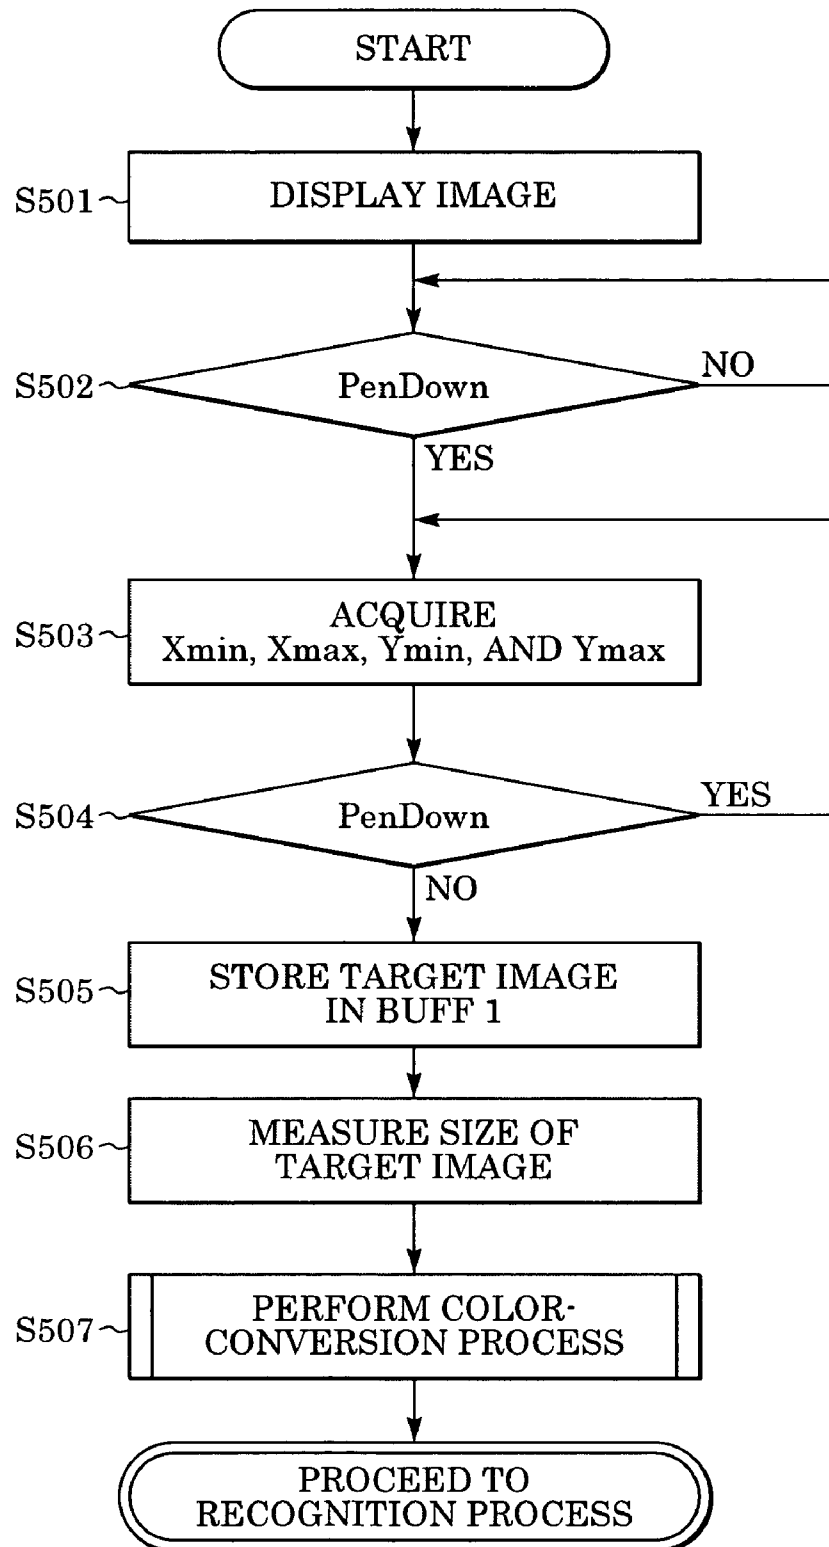 START
S501
DISPLAY IMAGE
S502
PenDown
NO
YES
S503
ACQUIRE
Xmin, Xmax, Ymin, AND Ymax
S504
PenDown
YES
NO
S505
STORE TARGET IMAGE
IN BUFF 1
S506
MEASURE SIZE OF
TARGET IMAGE
S507
PERFORM COLOR-
CONVERSION PROCESS
PROCEED TO
RECOGNITION PROCESS